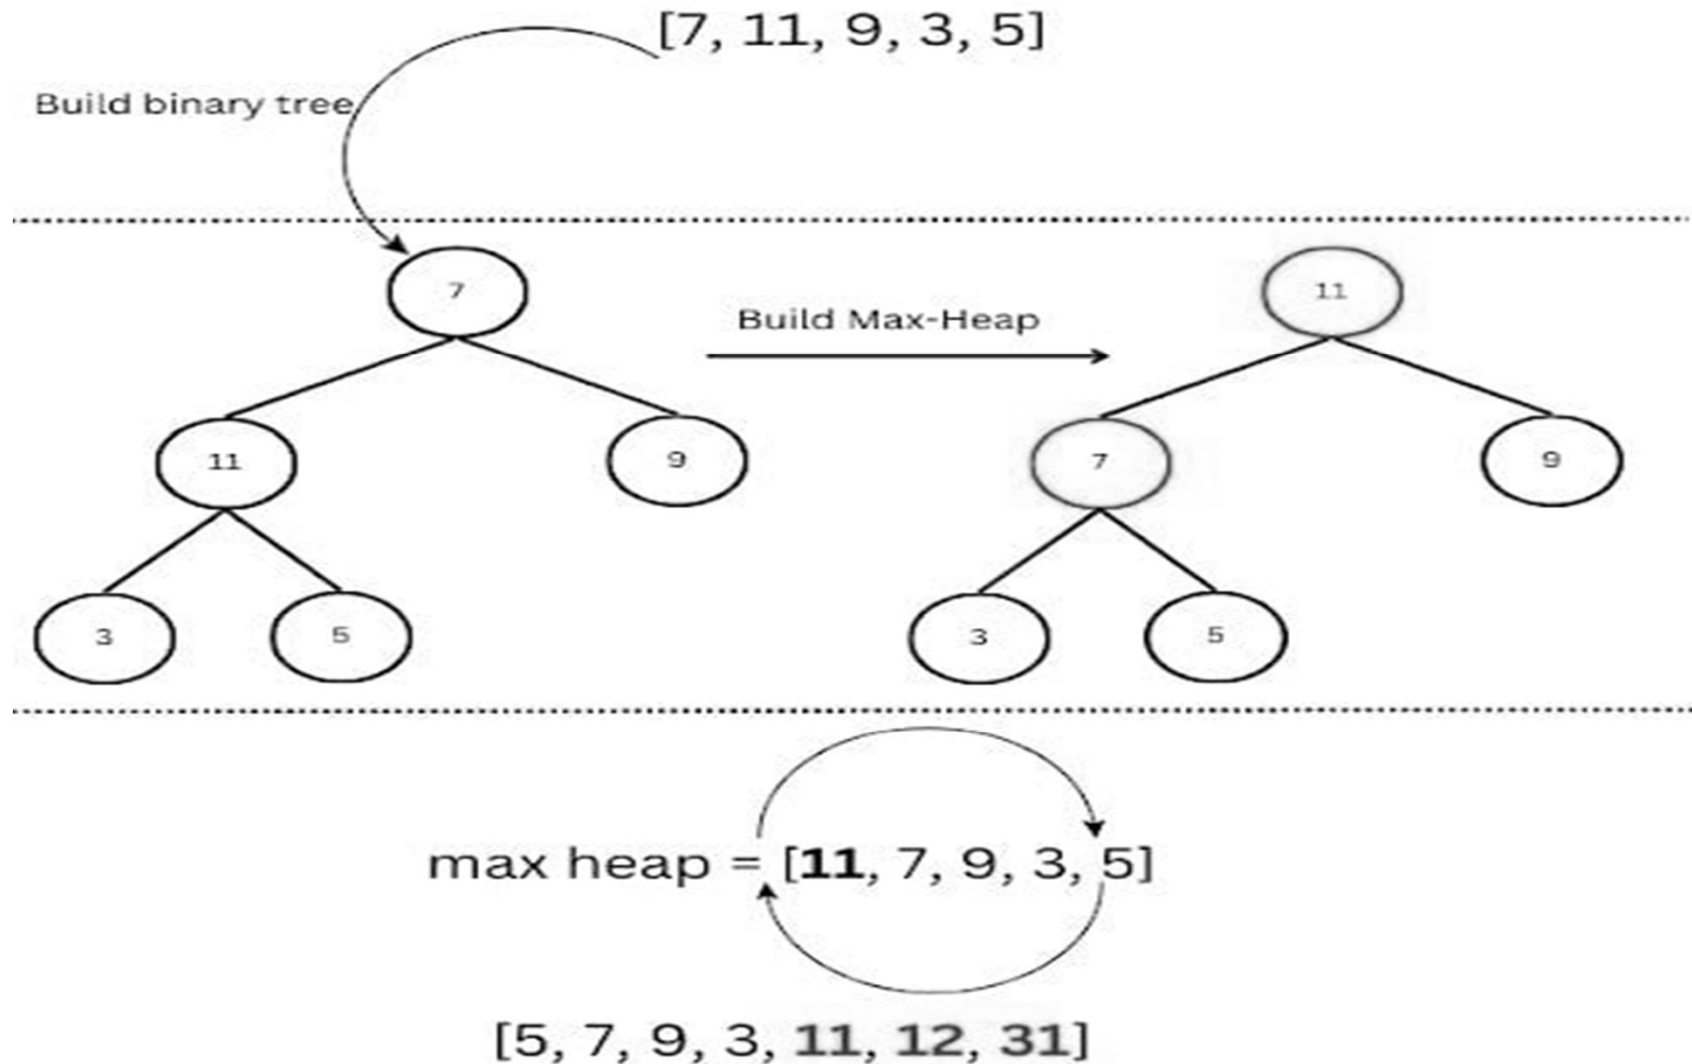 [7, 11, 9, 3, 5]
Build binary tree
7
11
9
3
5
Build Max-Heap
11
7
9
3
5
max heap = [11, 7, 9, 3, 5]
[5, 7, 9, 3, 11, 12, 31]